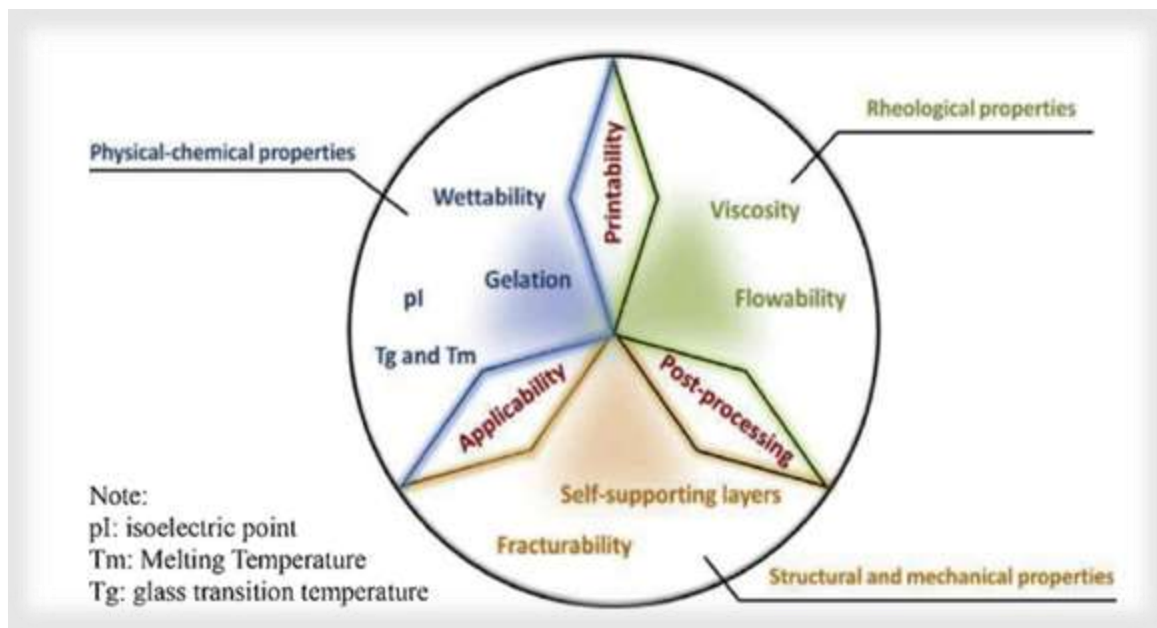 Rheological properties
Physical-chemical properties
Printability
Wettability
Viscosity
Gelation
pI
Flowability
Tg and Tm
Applicability
Post-processing
Self-supporting layers
Fracturability
Structural and mechanical properties
Note:
pI: isoelectric point
Tm: Melting Temperature
Tg: glass transition temperature